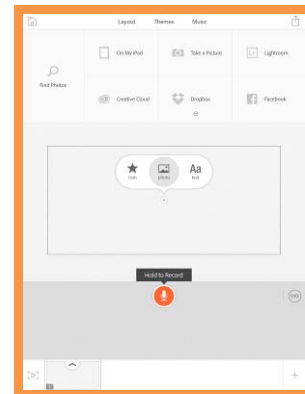 Layout Themes Music
On My iPad Take a Picture Lightroom
Find Photos
Creative Cloud Dropbox Facebook
icon photo Aa text
Hold to Record